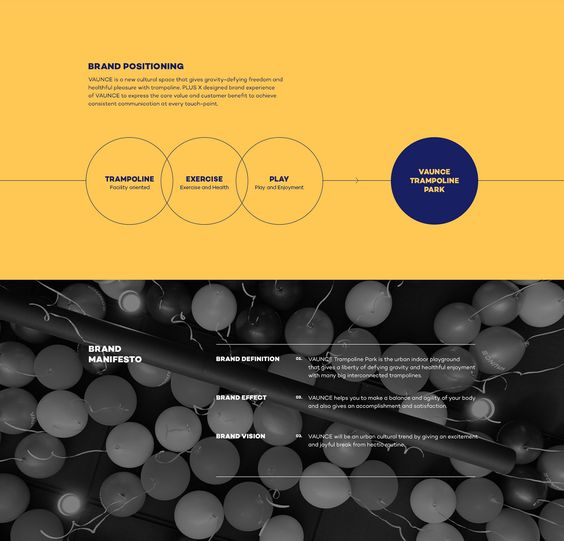 BRAND POSITIONING
VAUNCE is a new cultural space that gives gravity-defying freedom and
healthful pleasure with trampoline. PLUS X designed brand experience
of VAUNCE to express the core value and customer benefit to achieve
consistent communication at every touch-point.
TRAMPOLINE
Facility oriented
EXERCISE
Exercise and Health
PLAY
Play and Enjoyment
VAUNCE
TRAMPOLINE
PARK
BRAND
MANIFESTO
BRAND DEFINITION
01.
VAUNCE Trampoline Park is the urban indoor playground
that gives a liberty of defying gravity and healthful enjoyment
with many big interconnected trampolines.
BRAND EFFECT
02.
VAUNCE helps you to make a balance and agility of your body
and also gives an accomplishment and satisfaction.
BRAND VISION
03.
VAUNCE will be an urban cultural trend by giving an excitement
and joyful break from hectic routine.